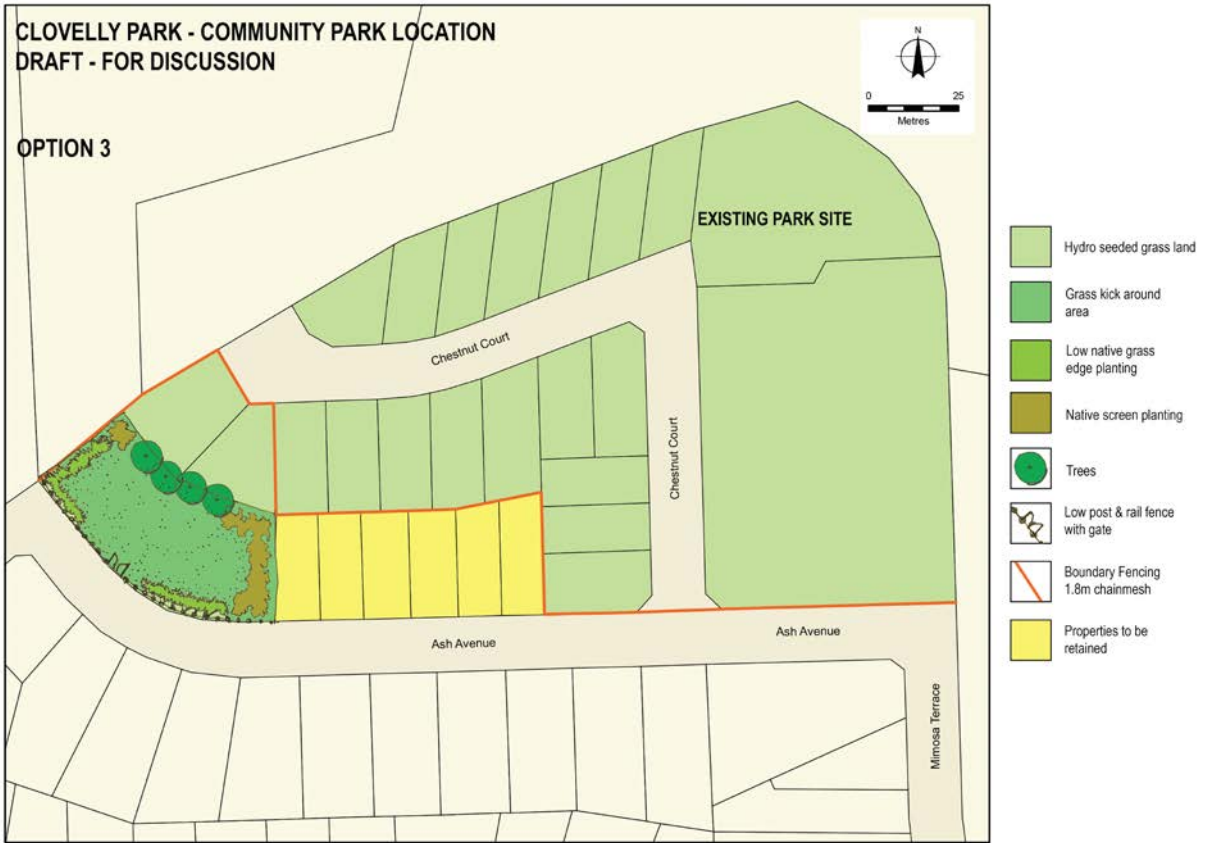 CLOVELLY PARK - COMMUNITY PARK LOCATION
DRAFT - FOR DISCUSSION
OPTION 3
N
0 25
Metres
EXISTING PARK SITE
Chestnut Court
Chestnut Court
Ash Avenue
Ash Avenue
Mimosa Terrace
Hydro seeded grass land
Grass kick around
area
Low native grass
edge planting
Native screen planting
Trees
Low post & rail fence
with gate
Boundary Fencing
1.8m chainmesh
Properties to be
retained